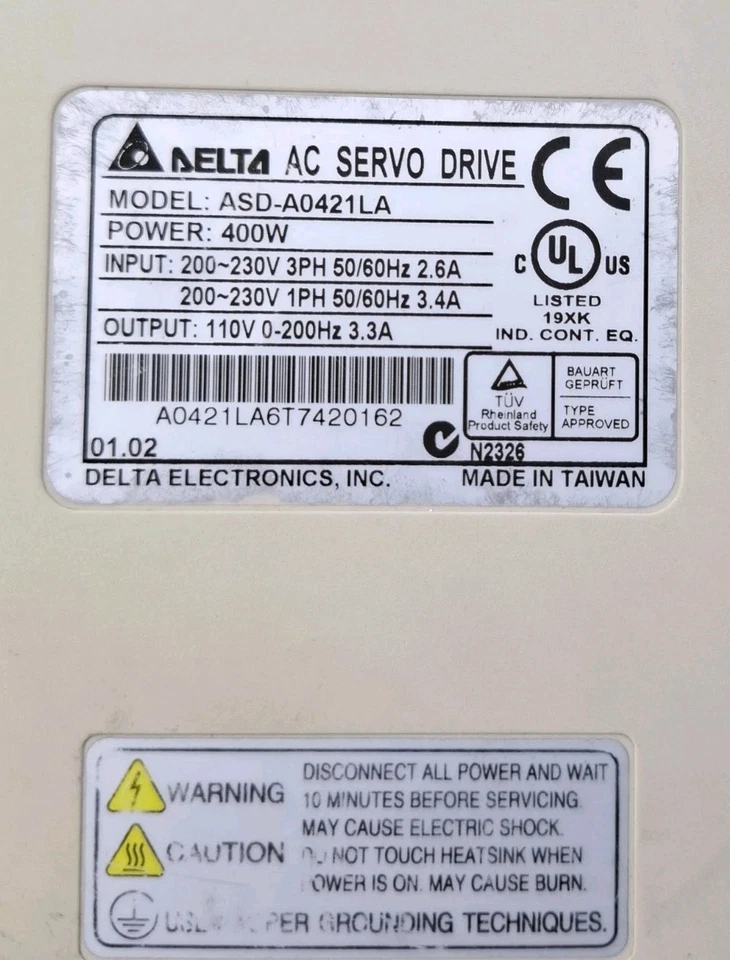 DELTA AC SERVO DRIVE
CE
MODEL: ASD-A0421LA
POWER: 400W
INPUT: 200~230V 3PH 50/60Hz 2.6A
200~230V 1PH 50/60Hz 3.4A
OUTPUT: 110V 0-200Hz 3.3A
C UL US
LISTED
19XK
IND. CONT. EQ.
A0421LA6T7420162
01.02
TÜV
Rheinland
Product Safety
BAUART
GEPRÜFT
TYPE
APPROVED
N2326
DELTA ELECTRONICS, INC. MADE IN TAIWAN
WARNING DISCONNECT ALL POWER AND WAIT
10 MINUTES BEFORE SERVICING.
MAY CAUSE ELECTRIC SHOCK.
CAUTION NOT TOUCH HEATSINK WHEN
IS ON. MAY CAUSE BURN.
GROUNDING TECHNIQUES.